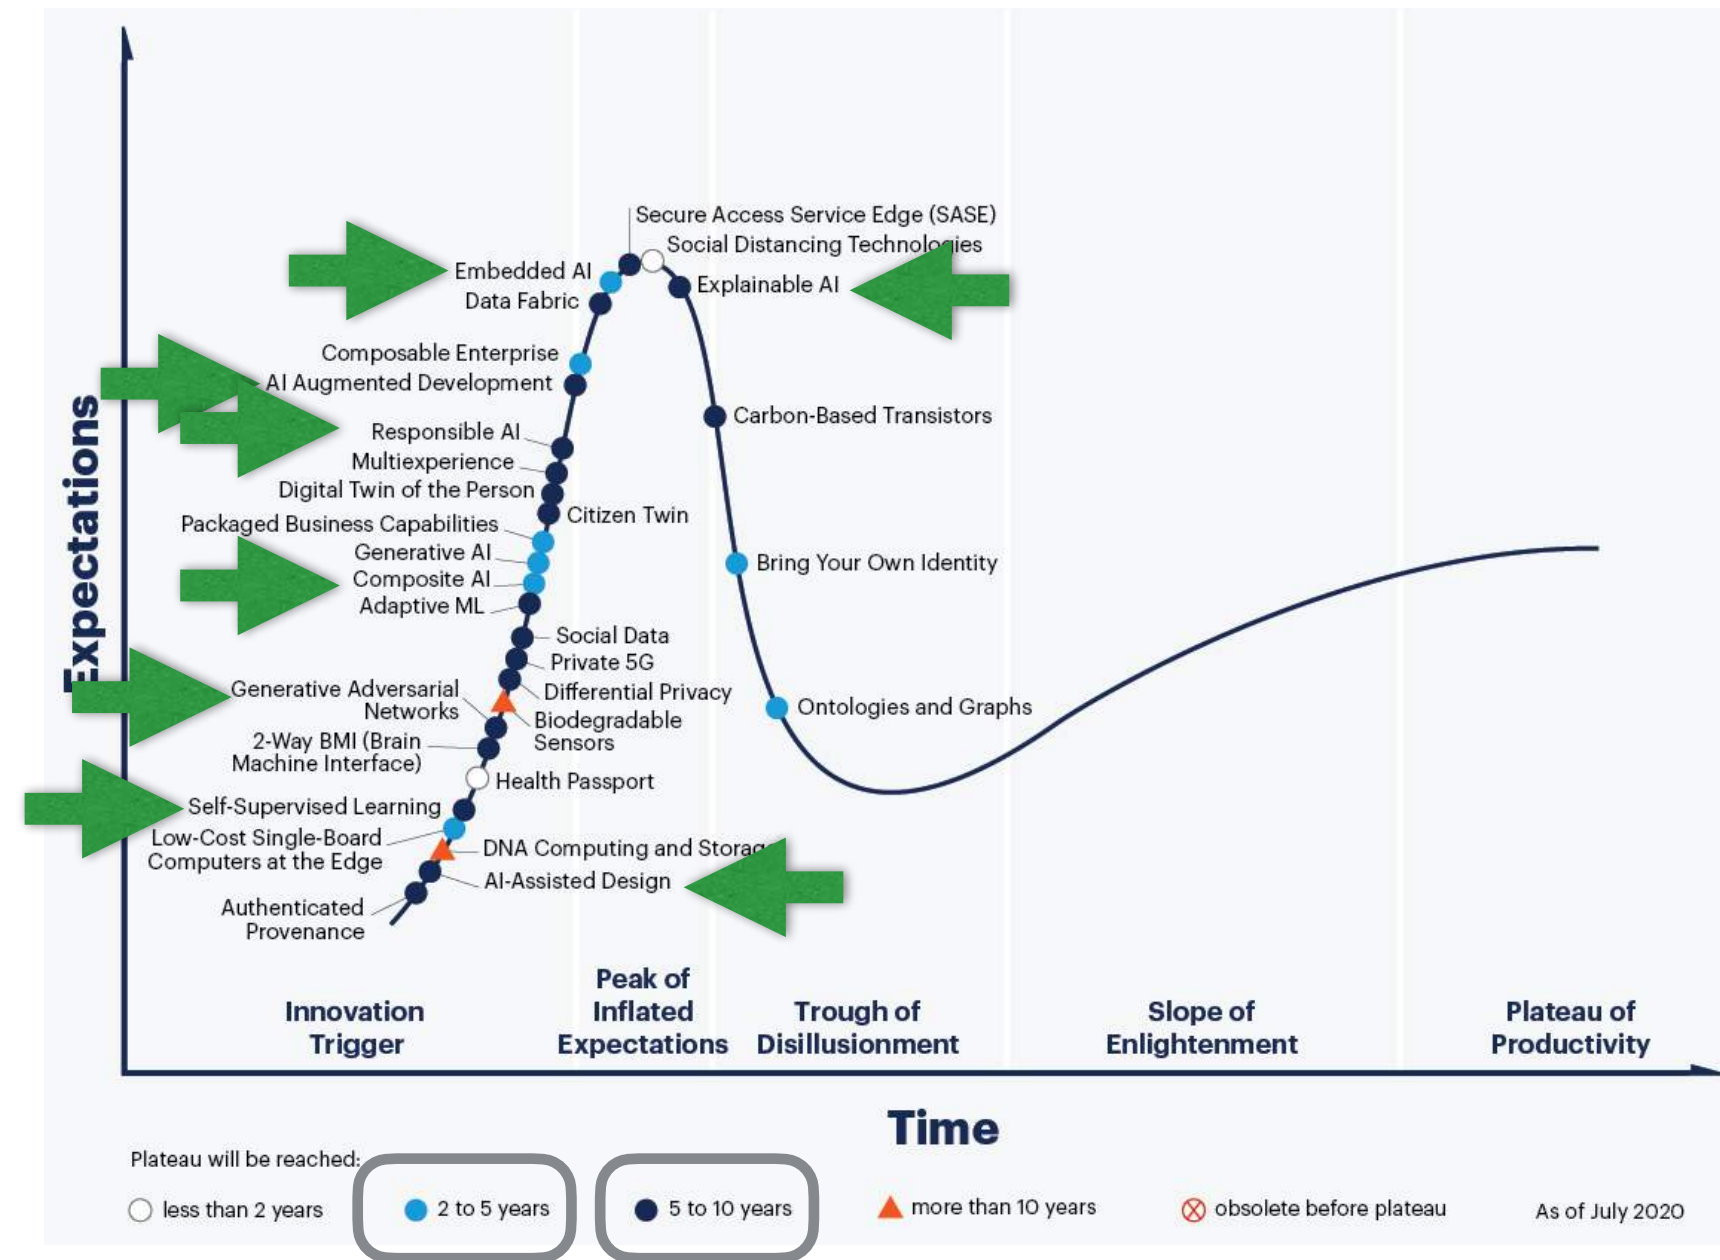 Secure Access Service Edge (SASE)
Social Distancing Technologies
Embedded AI
Explainable AI
Data Fabric
Composable Enterprise
AI Augmented Development
Carbon-Based Transistors
Responsible AI
Multiexperience
Digital Twin of the Person
Citizen Twin
Packaged Business Capabilities
Generative AI
Bring Your Own Identity
Composite AI
Adaptive ML
Social Data
Private 5G
Differential Privacy
Generative Adversarial
Networks
Ontologies and Graphs
Biodegradable
Sensors
2-Way BMI (Brain
Machine Interface)
Health Passport
Self-Supervised Learning
Low-Cost Single-Board
Computers at the Edge
DNA Computing and Storage
AI-Assisted Design
Authenticated
Provenance
Expectations
Innovation
Trigger
Peak of
Inflated
Expectations
Trough of
Disillusionment
Slope of
Enlightenment
Plateau of
Productivity
Time
Plateau will be reached:
less than 2 years
2 to 5 years
5 to 10 years
more than 10 years
obsolete before plateau
As of July 2020